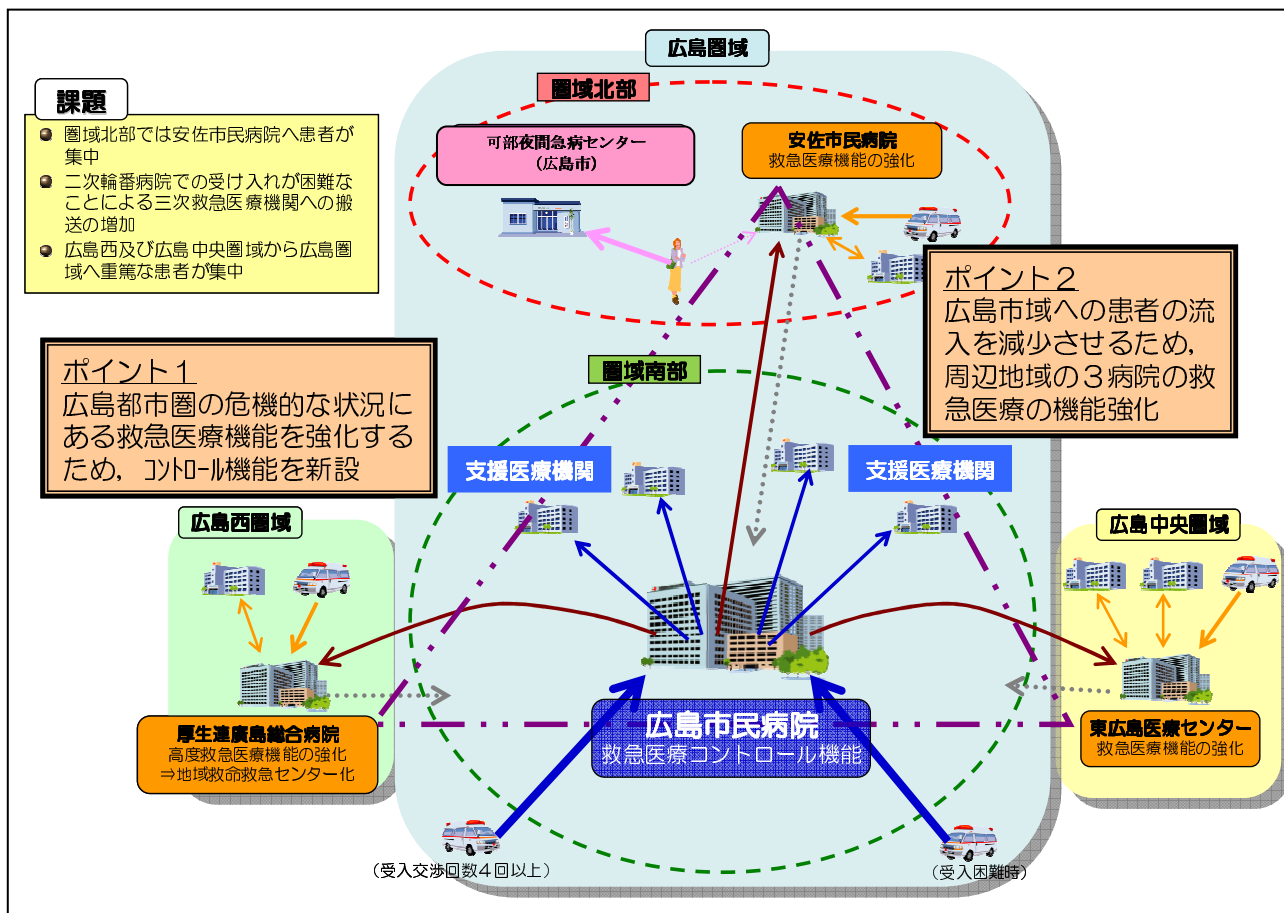 広島圏域
圏域北部
課題
圏域北部では安佐市民病院へ患者が
集中
二次輪番病院での受け入れが困難な
ことによる三次救急医療機関への搬
送の増加
広島西及び広島中央圏域から広島圏
域へ重篤な患者が集中
可部夜間急病センター
（広島市）
安佐市民病院
救急医療機能の強化
ポイント１
広島都市圏の危機的な状況に
ある救急医療機能を強化する
ため，コントロール機能を新設
ポイント２
広島市域への患者の流
入を減少させるため，
周辺地域の３病院の救
急医療の機能強化
圏域南部
支援医療機関
支援医療機関
広島西圏域
広島中央圏域
厚生連廣島総合病院
高度救急医療機能の強化
⇒地域救命救急センター化
広島市民病院
救急医療コントロール機能
東広島医療センター
救急医療機能の強化
（受入交渉回数４回以上）
（受入困難時）